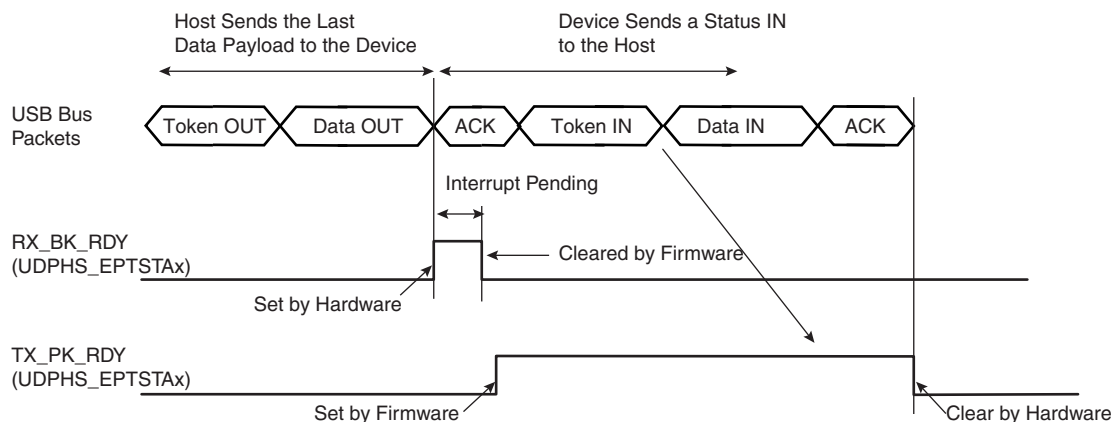 Host Sends the Last
Data Payload to the Device
Device Sends a Status IN
to the Host
USB Bus
Packets
Token OUT
Data OUT
ACK
Token IN
Data IN
ACK
Interrupt Pending
RX_BK_RDY
(UDPHS_EPTSTAx)
Cleared by Firmware
Set by Hardware
TX_PK_RDY
(UDPHS_EPTSTAx)
Set by Firmware
Clear by Hardware